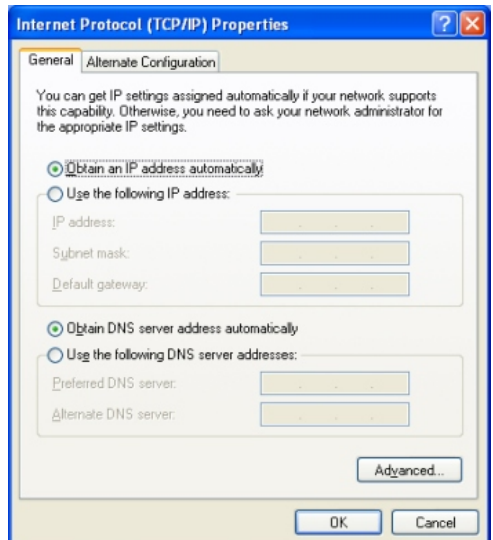 Internet Protocol (TCP/IP) Properties
General Alternate Configuration
You can get IP settings assigned automatically if your network supports
this capability. Otherwise, you need to ask your network administrator for
the appropriate IP settings.
Obtain an IP address automatically
Use the following IP address:
IP address:
Subnet mask:
Default gateway:
Obtain DNS server address automatically
Use the following DNS server addresses:
Preferred DNS server:
Alternate DNS server:
Advanced...
OK Cancel